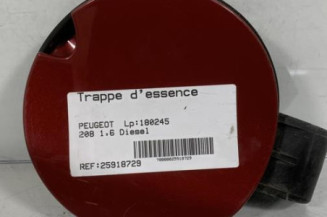 Trappe d'essence
PEUGEOT Lp:180245
208 1.6 Diesel
REF:25918729